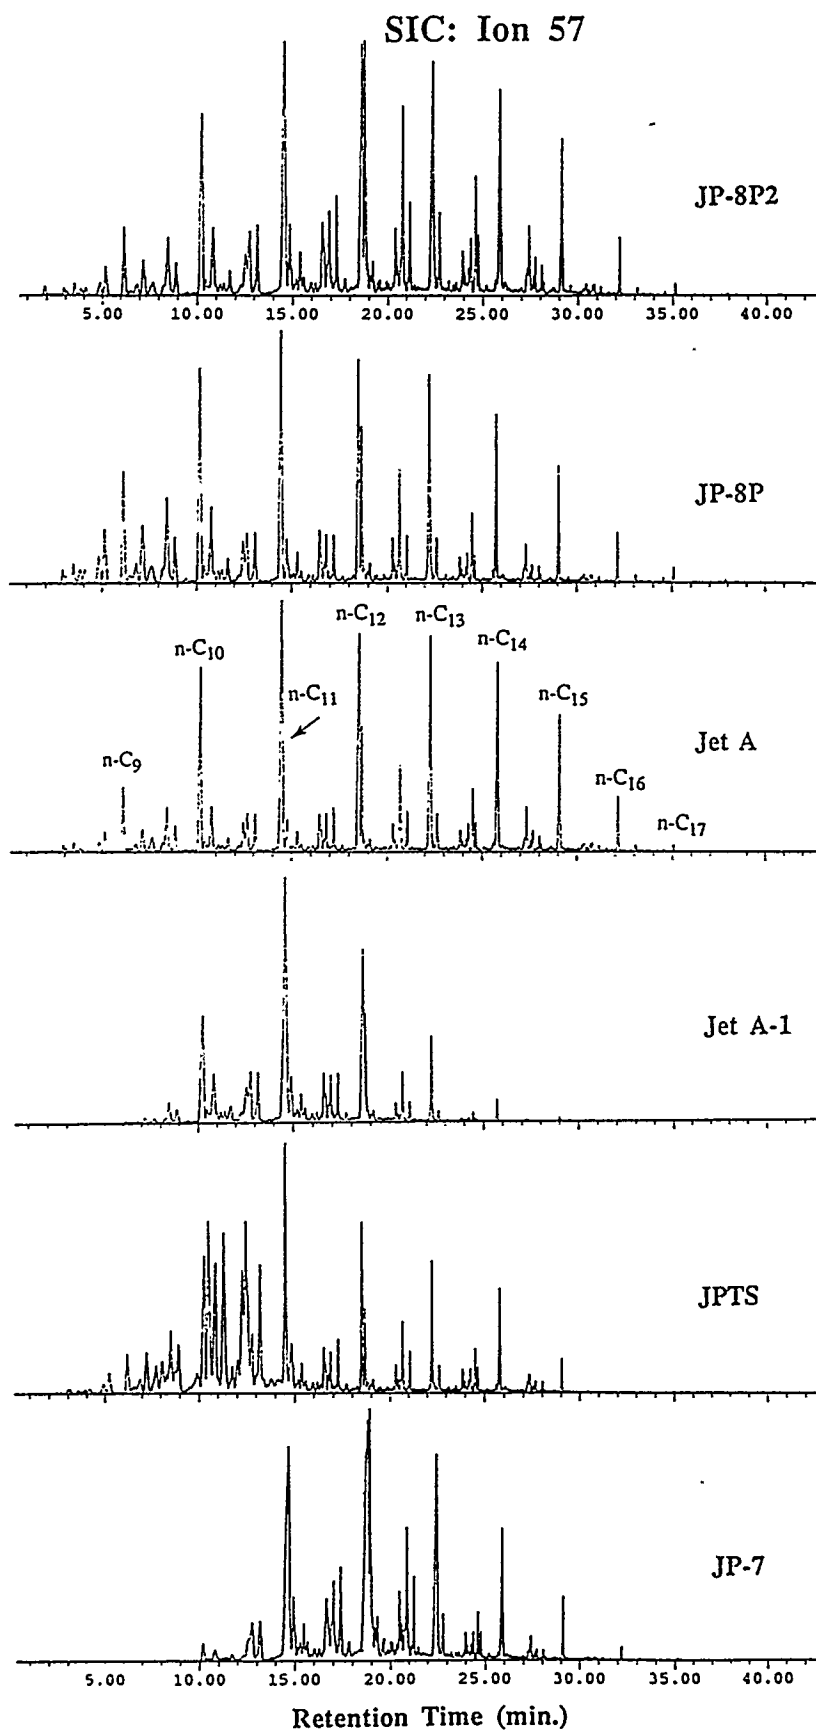 SIC: Ion 57
JP-8P2
5.00 10.00 15.00 20.00 25.00 30.00 35.00 40.00
JP-8P
n-C12 n-C13
n-C10 n-C14
n-C11 n-C15
n-C9 Jet A
n-C16
n-C17
Jet A-1
JPTS
JP-7
5.00 10.00 15.00 20.00 25.00 30.00 35.00 40.00
Retention Time (min.)